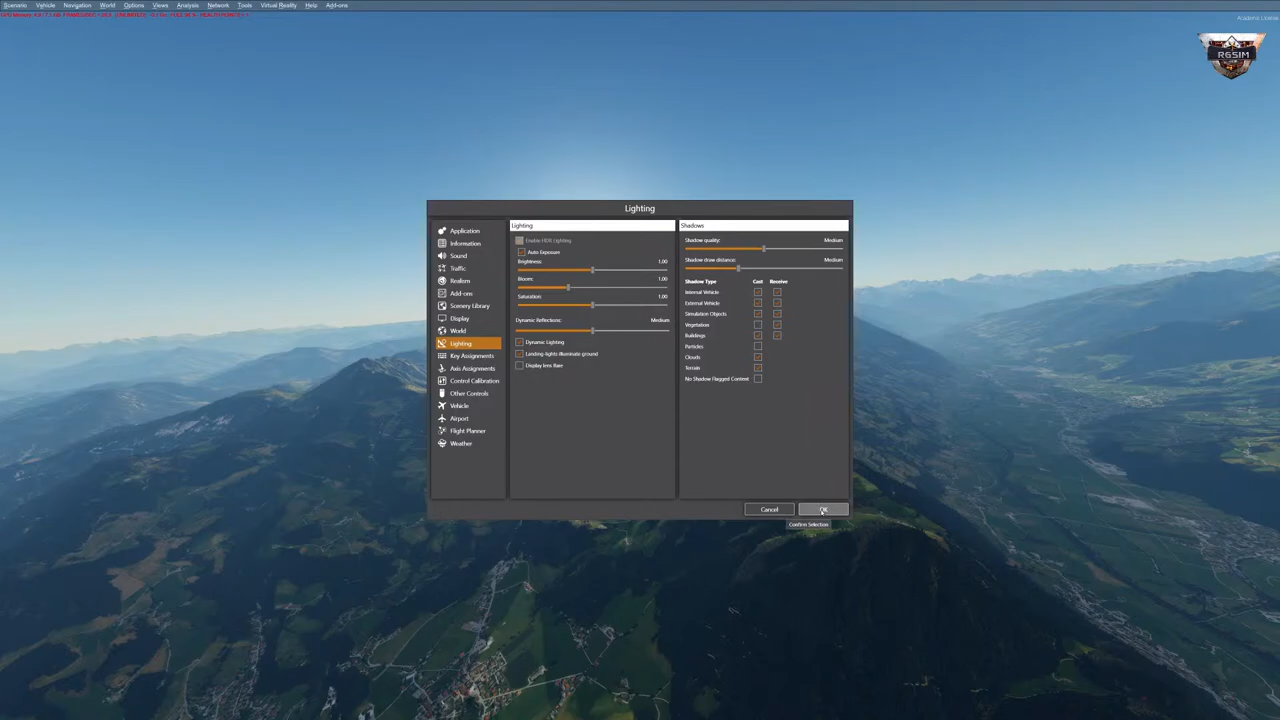 Scenario Vehicle Navigation World Options Views Analysis Network Tools Virtual Reality Help Add-ons
Academic License
R6SIM
Lighting
Application
Information
Sound
Traffic
Realism
Add-ons
Scenery Library
Display
World
Lighting
Key Assignments
Axis Assignments
Control Calibration
Other Controls
Vehicle
Airport
Flight Planner
Weather
Lighting
Enable HDR Lighting
Auto Exposure
Brightness: 1.00
Bloom: 1.00
Saturation: 1.00
Dynamic Reflections: Medium
Dynamic Lighting
Landing-lights illuminate ground
Display lens flare
Shadows
Shadow quality: Medium
Shadow draw distance: Medium
Shadow Type Cast Receive
Internal Vehicle
External Vehicle
Simulation Objects
Vegetation
Buildings
Particles
Clouds
Terrain
No Shadow Flagged Content
Cancel OK
Confirm Selection